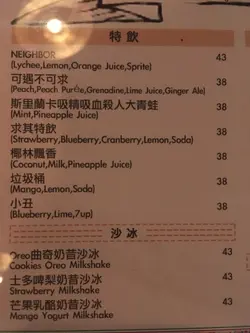 特飲
NEIGHBOR 43
(Lychee,Lemon,Orange Juice,Sprite)
可遇不可求 38
(Peach,Peach Purée,Grenadine,Lime Juice,Ginger Ale)
斯里蘭卡吸精吸血殺人大青蛙 38
(Mint,Pineapple Juice)
求其特飲 38
(Strawberry,Blueberry,Cranberry,Lemon,Soda)
椰林飄香 38
(Coconut,Milk,Pineapple Juice)
垃圾桶 38
(Mango,Lemon,Soda)
小丑 38
(Blueberry,Lime,7up)
沙冰
Oreo曲奇奶昔沙冰 43
Cookies Oreo Milkshake
士多啤梨奶昔沙冰 43
Strawberry Milkshake
芒果乳酪奶昔沙冰 43
Mango Yogurt Milkshake